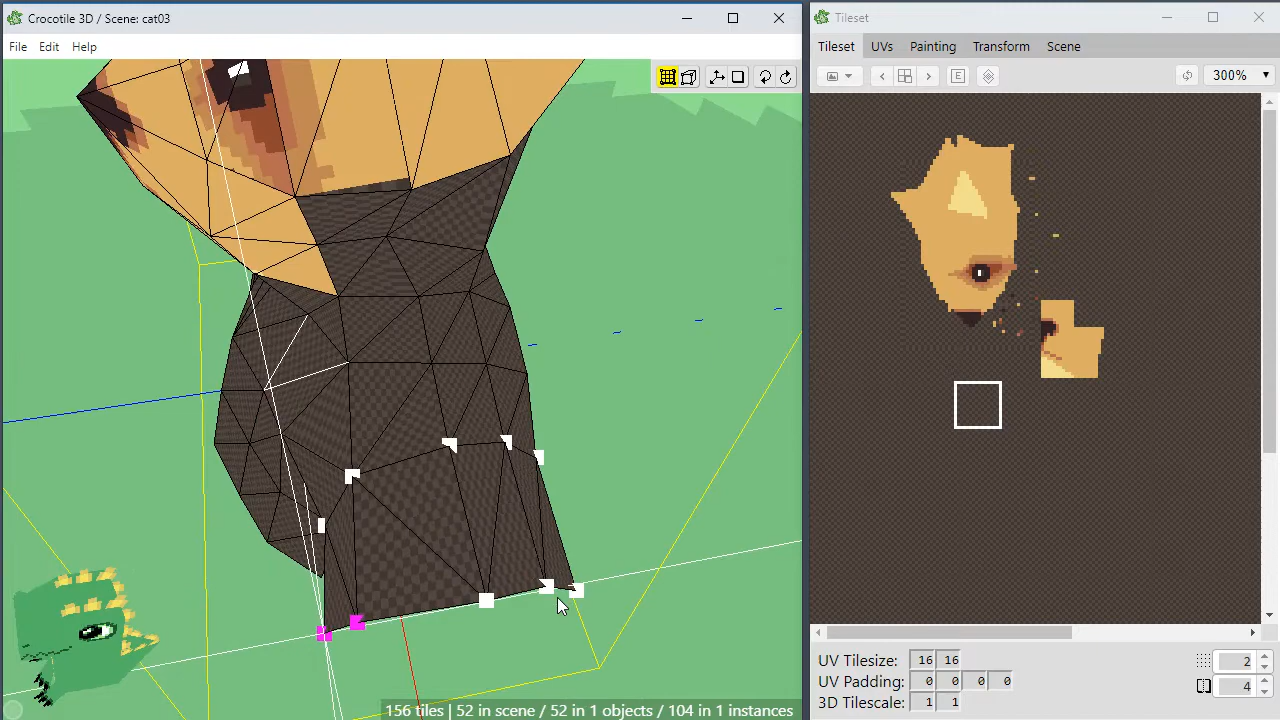 Crocotile 3D / Scene: cat03
File Edit Help
156 tiles | 52 in scene / 52 in 1 objects / 104 in 1 instances
Tileset
Tileset UVs Painting Transform Scene
E 300%
UV Tilesize: 16 16
UV Padding: 0 0 0 0
3D Tilescale: 1 1
2
4